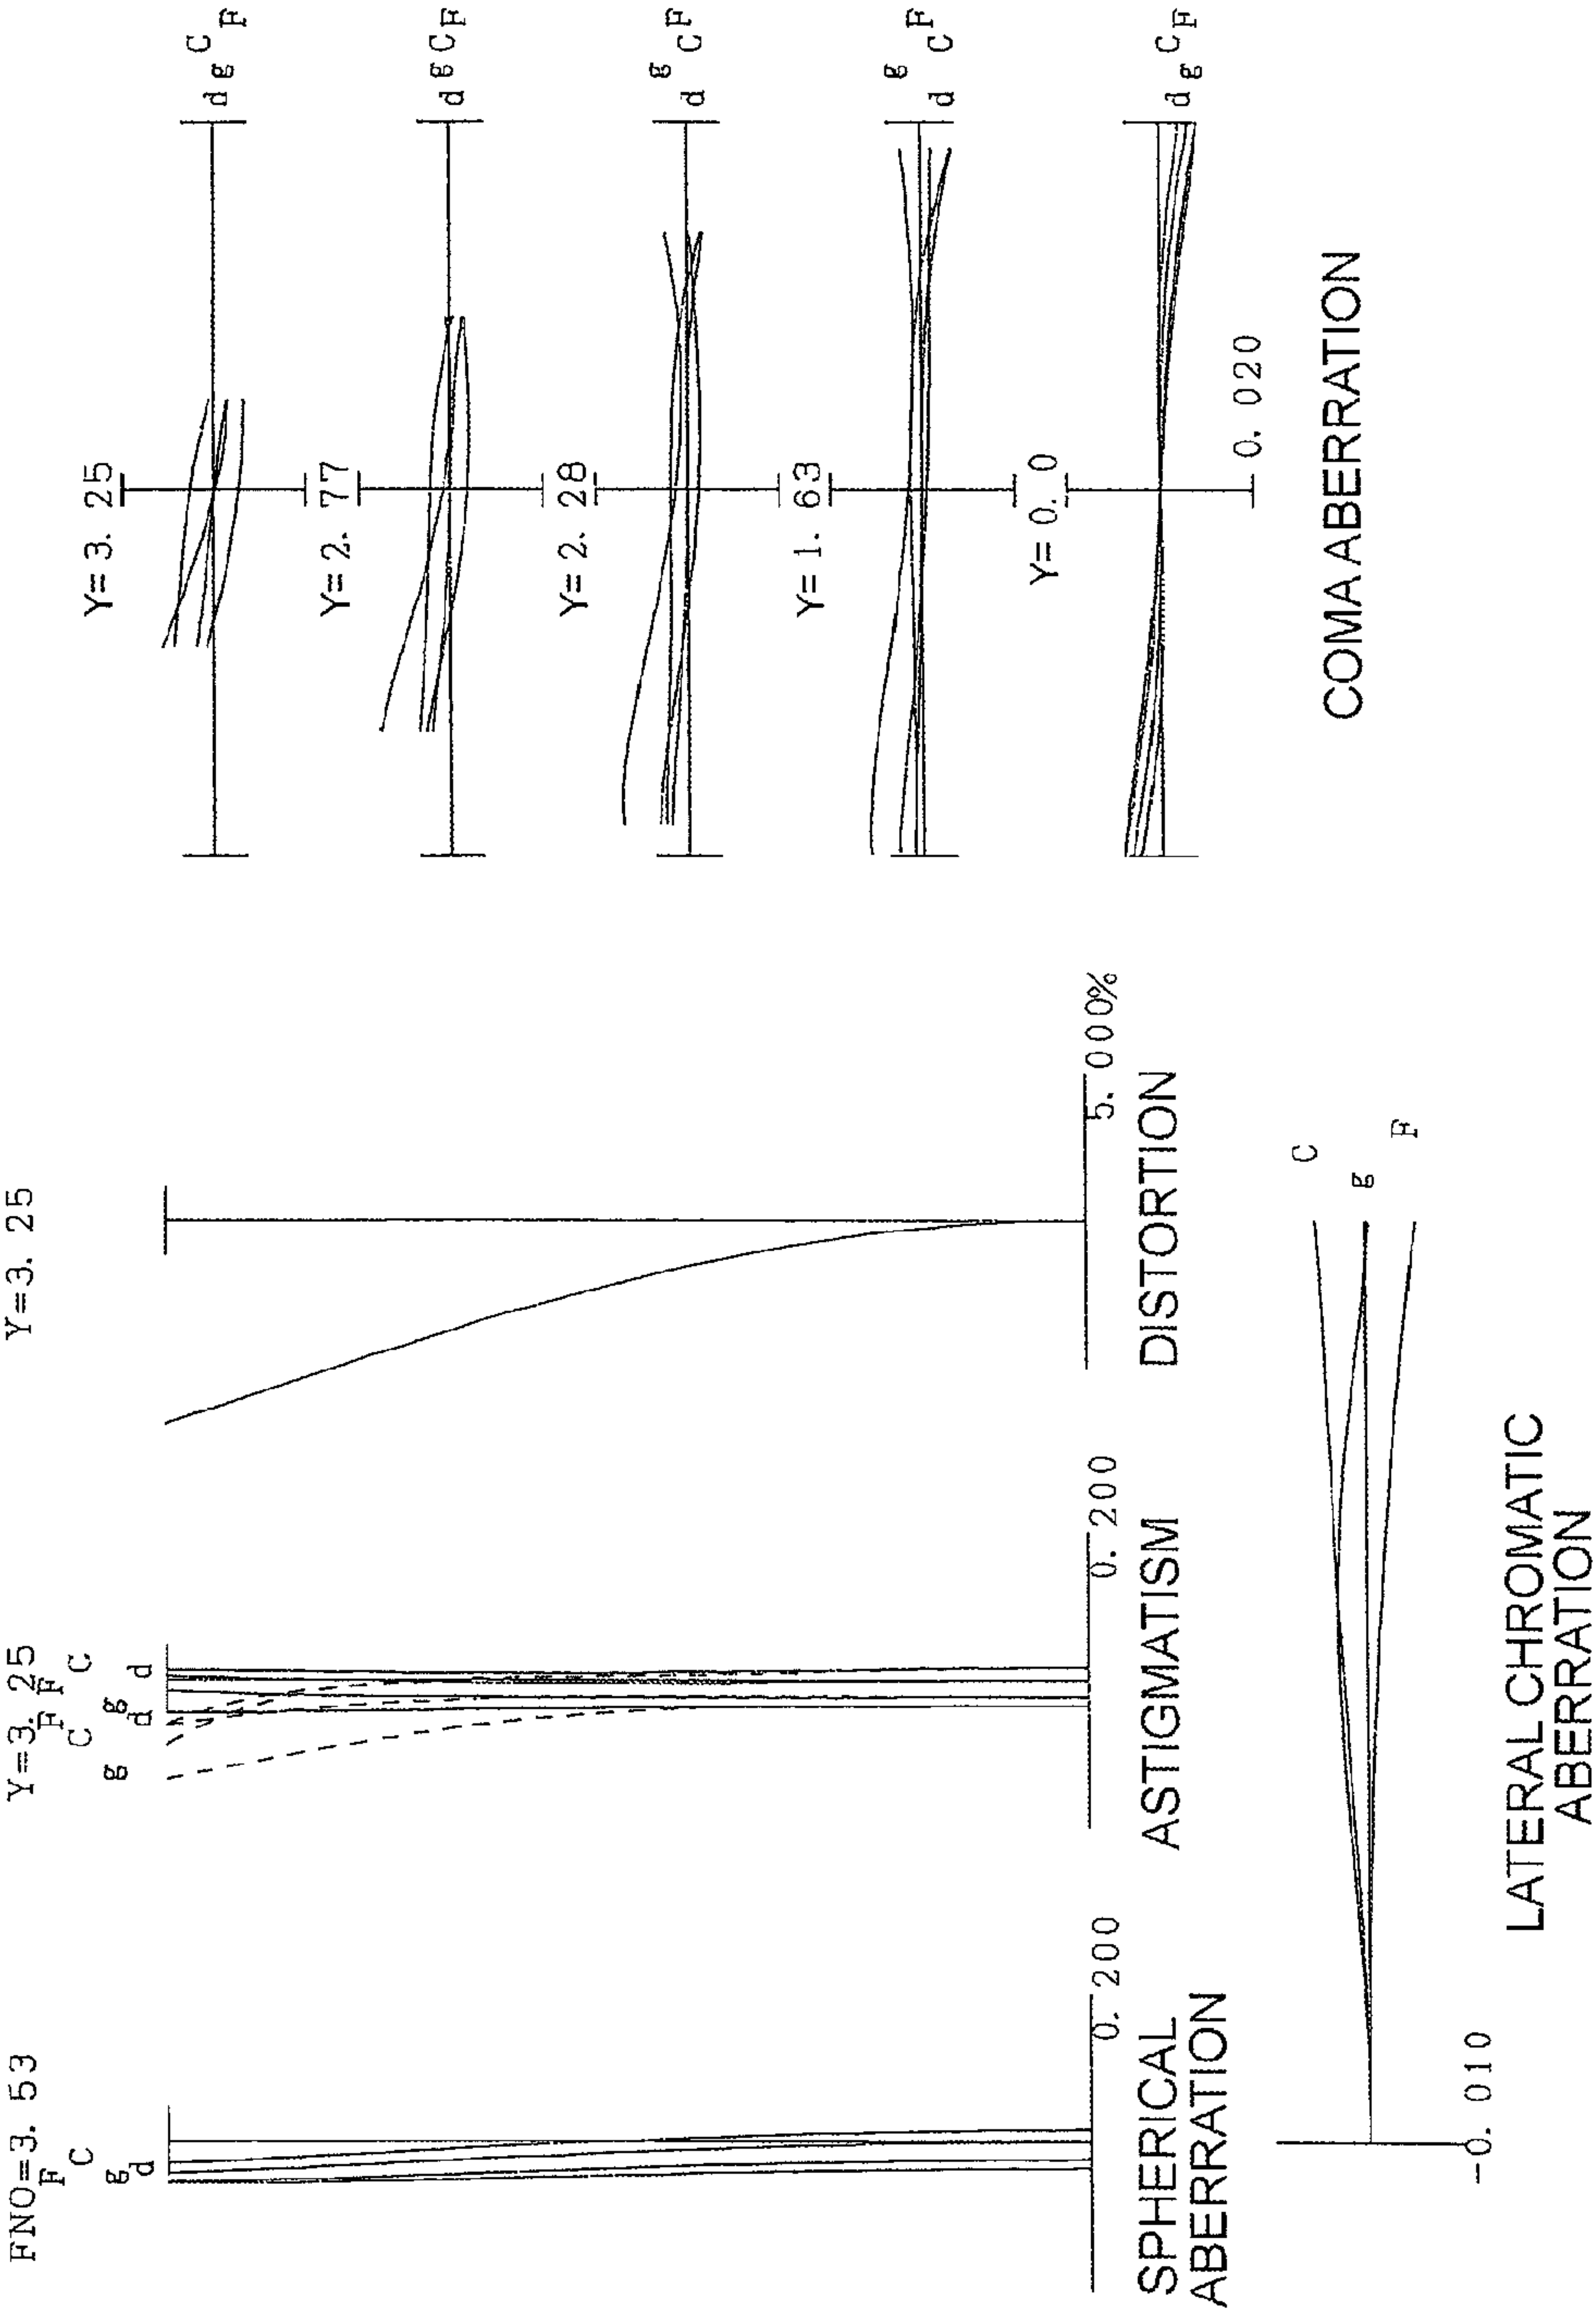 FNO=3. 53
F
C
g
d
0. 200
SPHERICAL
ABERRATION
Y=3. 25
F
C
F
d
C
g
d
g
0. 200
ASTIGMATISM
Y=3. 25
5. 000%
DISTORTION
Y=3. 25
d
g
C
F
Y=2. 77
d
g
C
F
Y=2. 28
d
g
C
F
Y=1. 63
d
g
C
F
Y=0. 0
d
g
C
F
0. 020
COMA ABERRATION
C
g
F
-0. 010
LATERAL CHROMATIC
ABERRATION